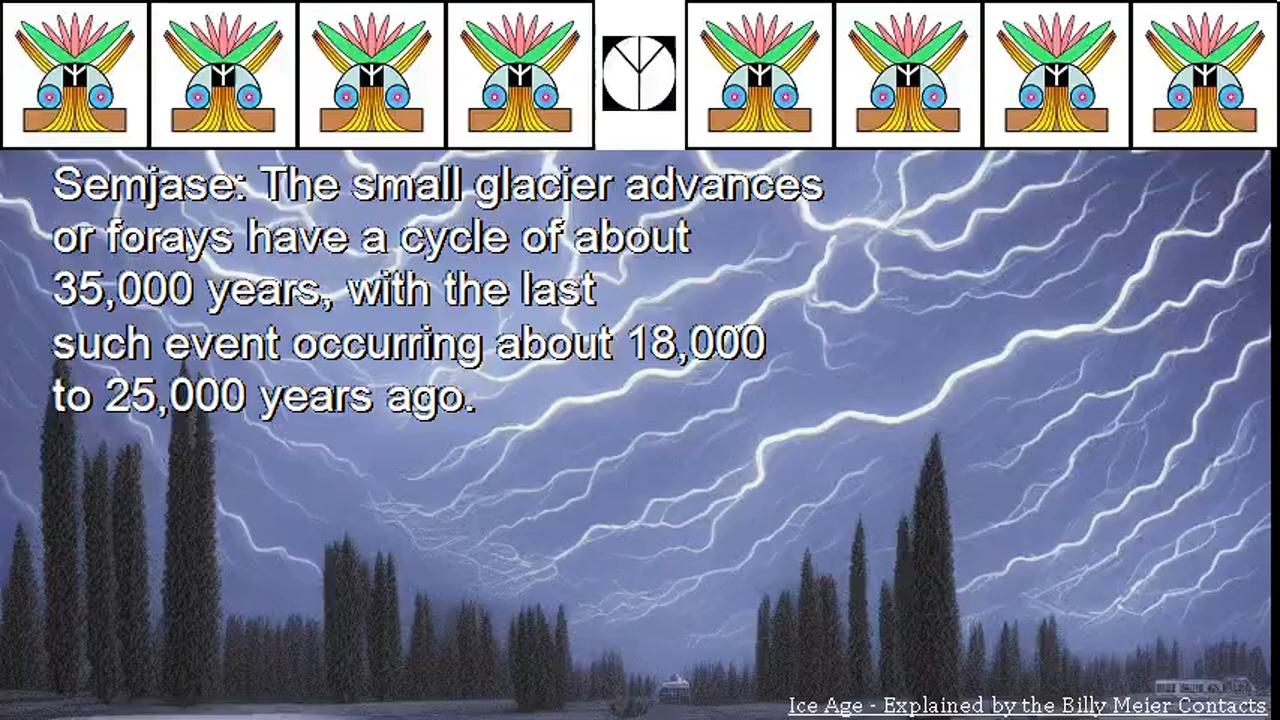 Semjase: The small glacier advances
or forays have a cycle of about
35,000 years, with the last
such event occurring about 18,000
to 25,000 years ago.
Ice Age - Explained by the Billy Meier Contacts